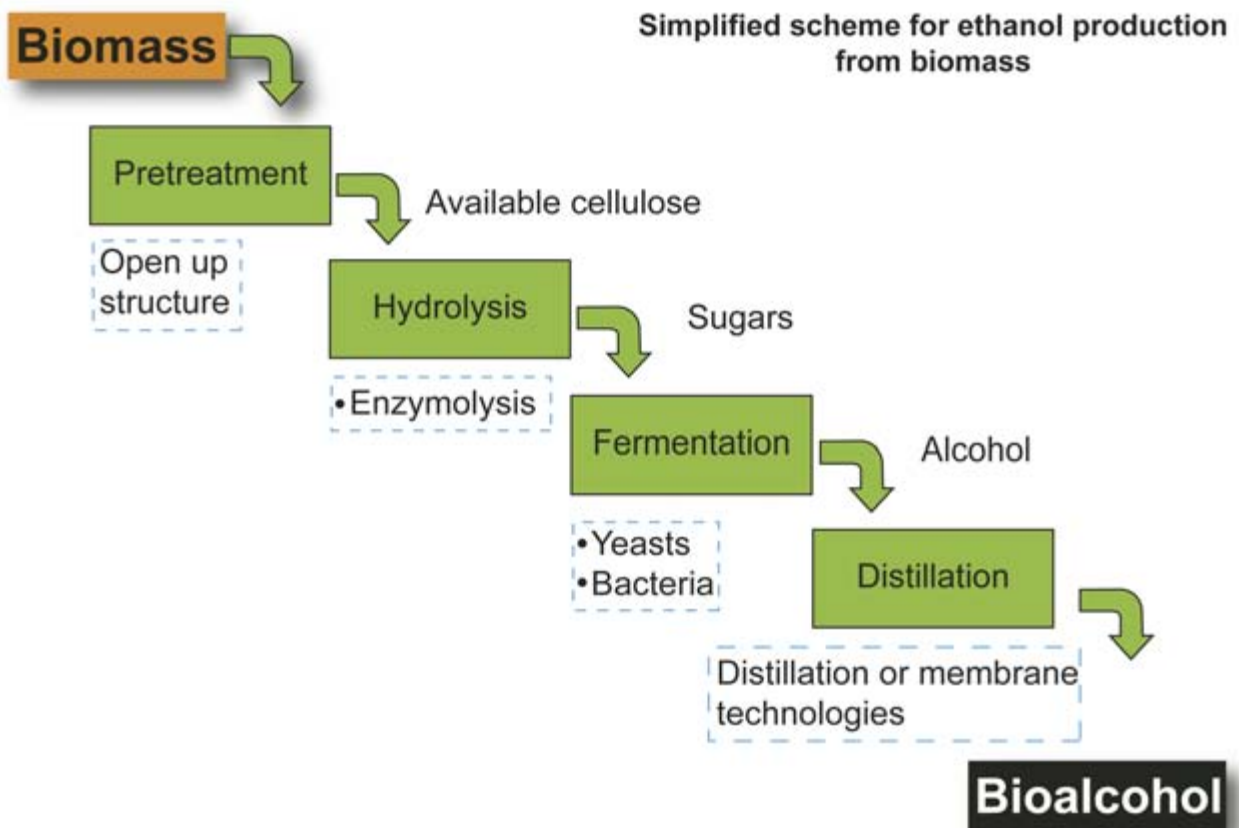 Biomass
Simplified scheme for ethanol production
from biomass
Pretreatment
Available cellulose
Open up
structure
Hydrolysis
Sugars
•Enzymolysis
Fermentation
Alcohol
•Yeasts
•Bacteria
Distillation
Distillation or membrane
technologies
Bioalcohol